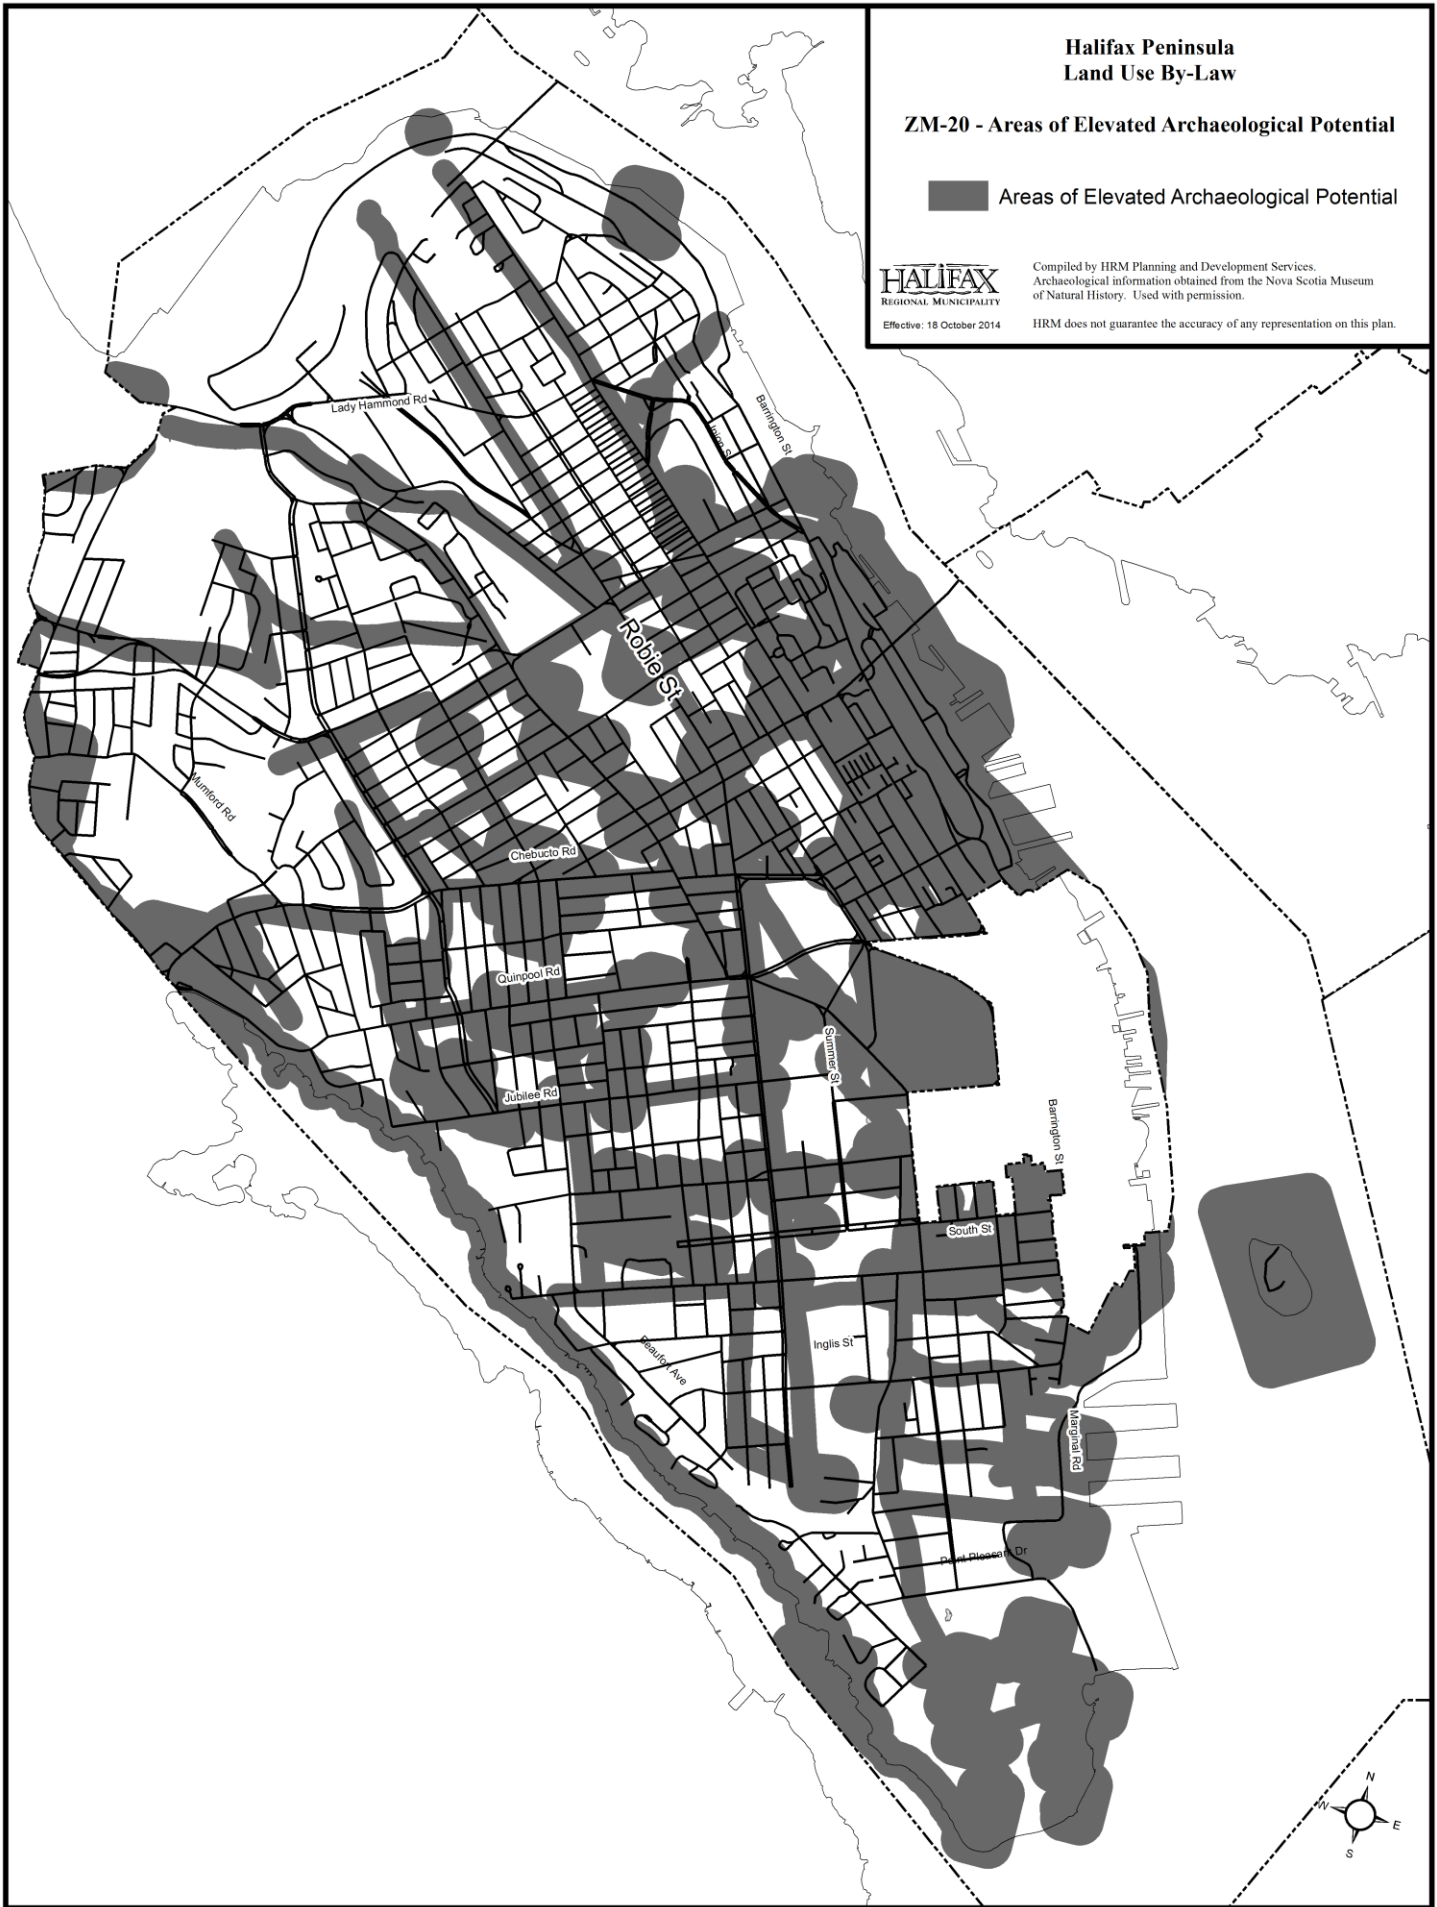 Halifax Peninsula
Land Use By-Law
ZM-20 - Areas of Elevated Archaeological Potential
Areas of Elevated Archaeological Potential
HALIFAX
REGIONAL MUNICIPALITY
Effective: 18 October 2014
Compiled by HRM Planning and Development Services.
Archaeological information obtained from the Nova Scotia Museum
of Natural History. Used with permission.
HRM does not guarantee the accuracy of any representation on this plan.
Lady Hammond Rd
Barrington St
Union St
Robie St
Mumford Rd
Chebucto Rd
Quinpool Rd
Summer St
Jubilee Rd
Barrington St
South St
Inglis St
Beaufort Ave
Marginal Rd
Point Pleasant Dr
N
W
E
S